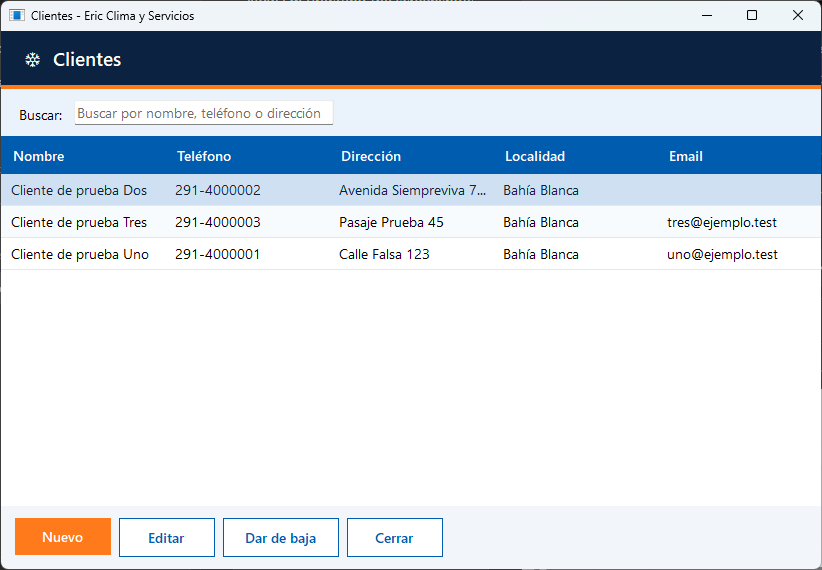 Clientes - Eric Clima y Servicios
Clientes
Buscar: Buscar por nombre, teléfono o dirección
Nombre Teléfono Dirección Localidad Email
Cliente de prueba Dos 291-4000002 Avenida Siempreviva 7... Bahía Blanca
Cliente de prueba Tres 291-4000003 Pasaje Prueba 45 Bahía Blanca tres@ejemplo.test
Cliente de prueba Uno 291-4000001 Calle Falsa 123 Bahía Blanca uno@ejemplo.test
Nuevo Editar Dar de baja Cerrar